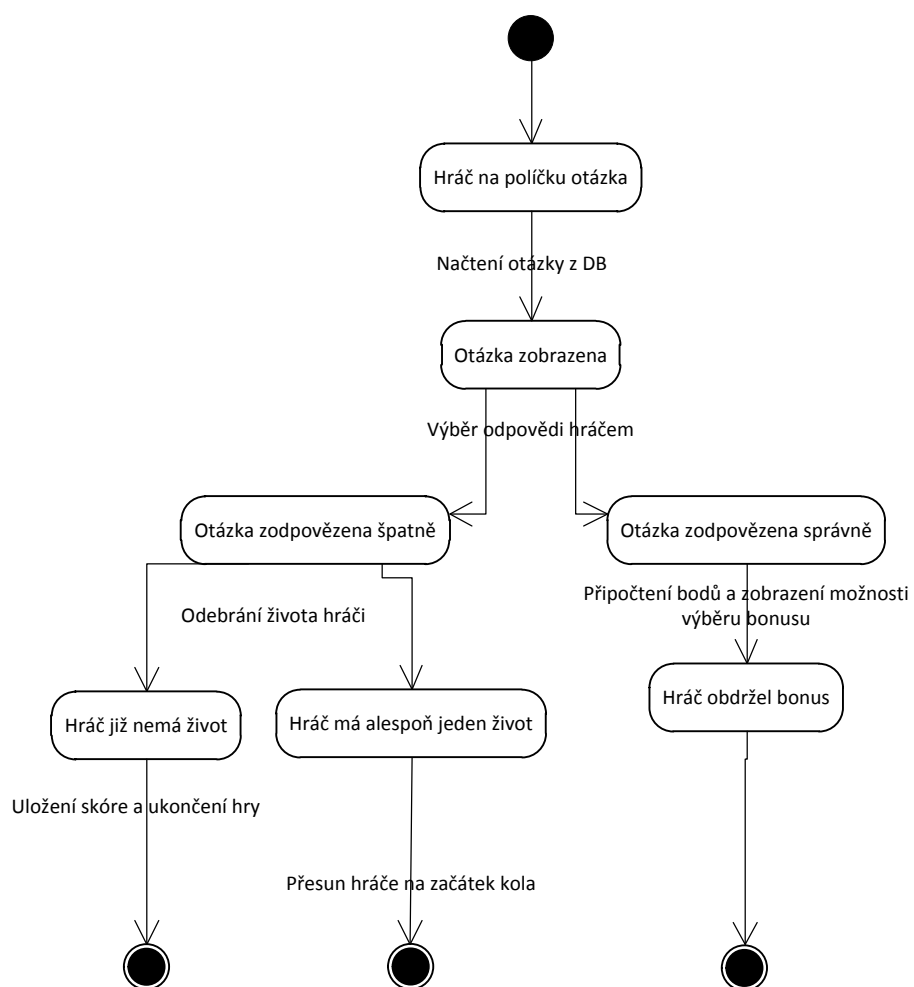 Hráč na políčku otázka
Načtení otázky z DB
Otázka zobrazena
Výběr odpovědi hráčem
Otázka zodpovězena špatně
Otázka zodpovězena správně
Odebrání života hráči
Připočtení bodů a zobrazení možnosti
výběru bonusu
Hráč již nemá život
Hráč má alespoň jeden život
Hráč obdržel bonus
Uložení skóre a ukončení hry
Přesun hráče na začátek kola